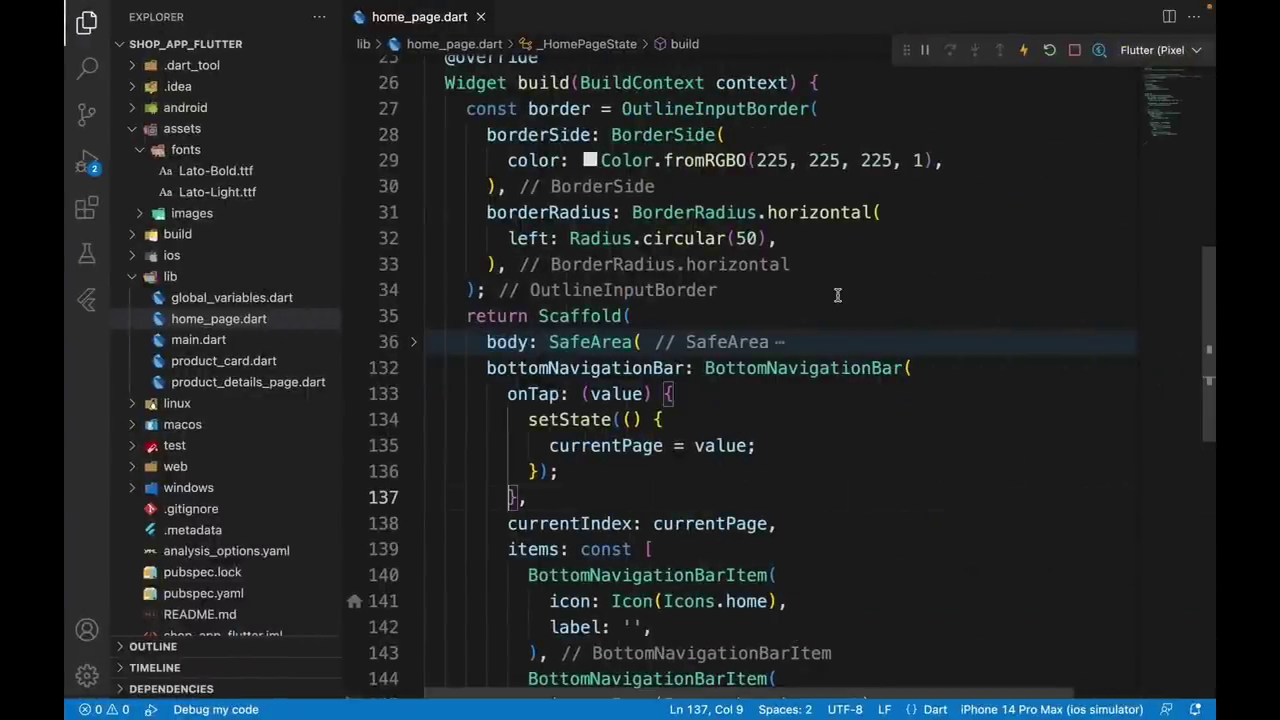 EXPLORER
SHOP_APP_FLUTTER
.dart_tool
.idea
android
assets
fonts
Lato-Bold.ttf
Lato-Light.ttf
images
build
ios
lib
global_variables.dart
home_page.dart
main.dart
product_card.dart
product_details_page.dart
linux
macos
test
web
windows
.gitignore
.metadata
analysis_options.yaml
pubspec.lock
pubspec.yaml
README.md
shop_app_flutter.iml
OUTLINE
TIMELINE
DEPENDENCIES
2
home_page.dart
lib > home_page.dart > _HomePageState > build
Flutter (Pixel
25 @override
26 Widget build(BuildContext context) {
27 const border = OutlineInputBorder(
28 borderSide: BorderSide(
29 color: Color.fromRGBO(225, 225, 225, 1),
30 ), // BorderSide
31 borderRadius: BorderRadius.horizontal(
32 left: Radius.circular(50),
33 ), // BorderRadius.horizontal
34 ); // OutlineInputBorder
35 return Scaffold(
36 body: SafeArea( // SafeArea ⋯
132 bottomNavigationBar: BottomNavigationBar(
133 onTap: (value) {
134 setState(() {
135 currentPage = value;
136 });
137 },
138 currentIndex: currentPage,
139 items: const [
140 BottomNavigationBarItem(
141 icon: Icon(Icons.home),
142 label: '',
143 ), // BottomNavigationBarItem
144 BottomNavigationBarItem(
0 0 Debug my code Ln 137, Col 9 Spaces: 2 UTF-8 LF {} Dart iPhone 14 Pro Max (ios simulator)